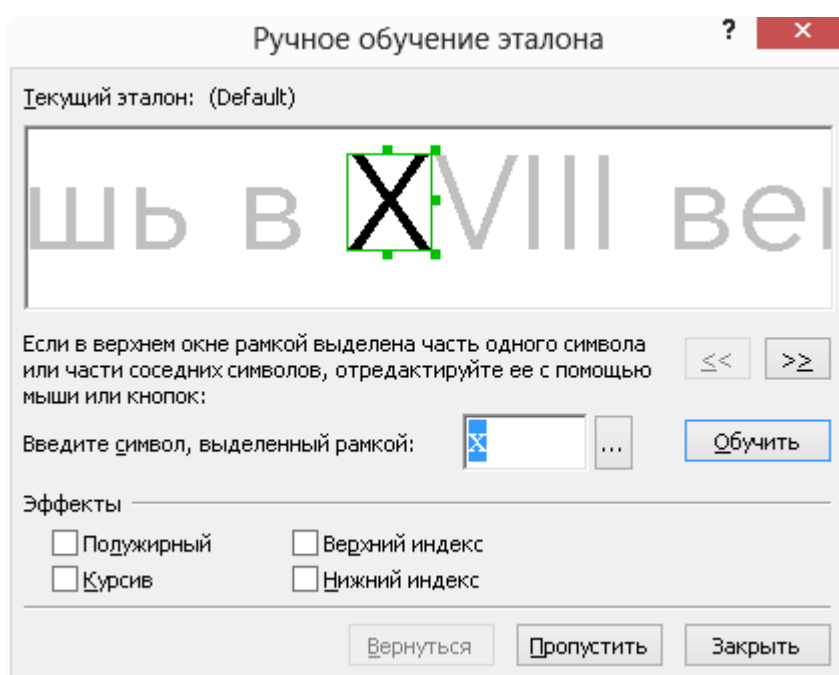 Ручное обучение эталона ? ×
Текущий эталон: (Default)
шь в XVIII ве
Если в верхнем окне рамкой выделена часть одного символа
или части соседних символов, отредактируйте ее с помощью
мыши или кнопок:
<< >>
Введите символ, выделенный рамкой: X ... Обучить
Эффекты
Полужирный Верхний индекс
Курсив Нижний индекс
Вернуться Пропустить Закрыть